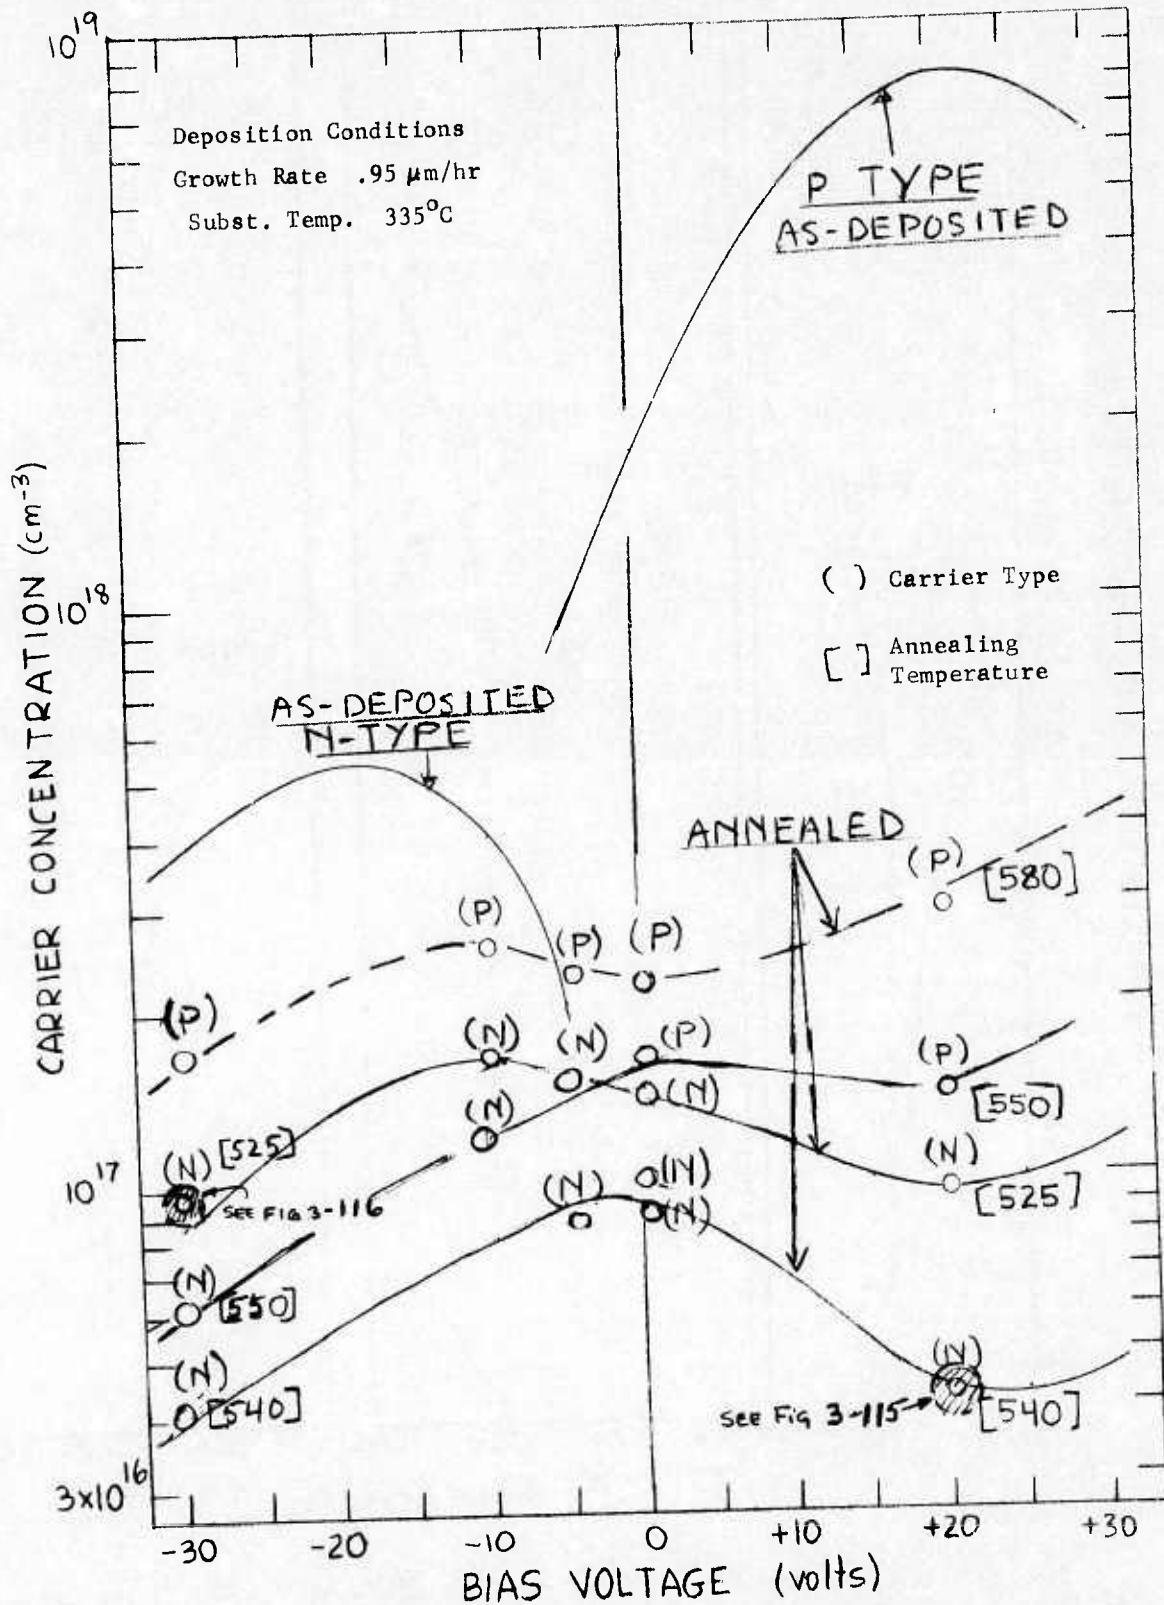 10^19
Deposition Conditions
Growth Rate .95 μm/hr
Subst. Temp. 335°C
P TYPE
AS-DEPOSITED
( ) Carrier Type
[ ] Annealing
Temperature
10^18
AS-DEPOSITED
N-TYPE
ANNEALED
(P) [580]
(P) (P) (P)
(P)
(N) (N) (P)
(N)
(N)
(P) [550]
(N) [525]
(N) [525]
10^17
SEE FIG 3-116
(N) (N)
(N)
(N) [550]
(N) [540]
(N) [540]
see Fig 3-115
3x10^16
-30 -20 -10 0 +10 +20 +30
BIAS VOLTAGE (volts)
CARRIER CONCENTRATION (cm^-3)